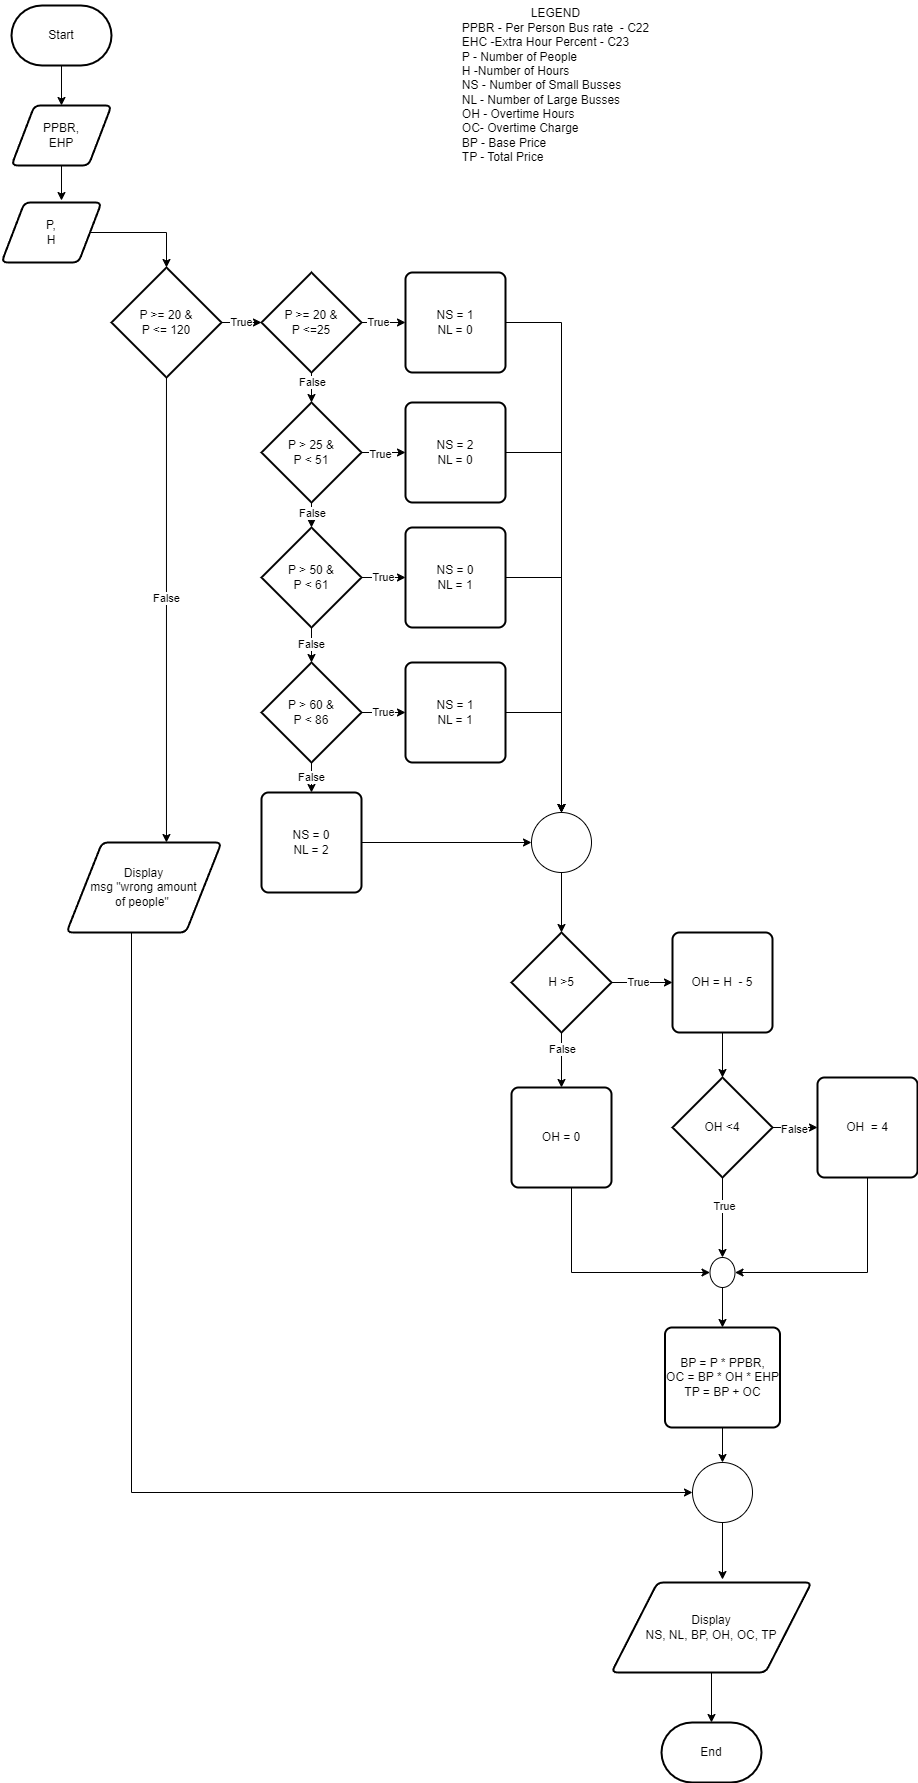 LEGEND
PPBR - Per Person Bus rate  - C22
EHC -Extra Hour Percent - C23
P - Number of People
H -Number of Hours
NS - Number of Small Busses
NL - Number of Large Busses
OH - Overtime Hours
OC- Overtime Charge
BP - Base Price
TP - Total Price
Start
PPBR,
EHP
P,
H
P >= 20 &
P <= 120
True
P >= 20 &
P <=25
True
NS = 1
NL = 0
False
P > 25 &
P < 51
True
NS = 2
NL = 0
False
P > 50 &
P < 61
True
NS = 0
NL = 1
False
False
P > 60 &
P < 86
True
NS = 1
NL = 1
False
NS = 0
NL = 2
Display
msg "wrong amount
of people"
H >5
True
OH = H  - 5
False
OH = 0
OH <4
False
OH  = 4
True
BP = P * PPBR,
OC = BP * OH * EHP
TP = BP + OC
Display
NS, NL, BP, OH, OC, TP
End